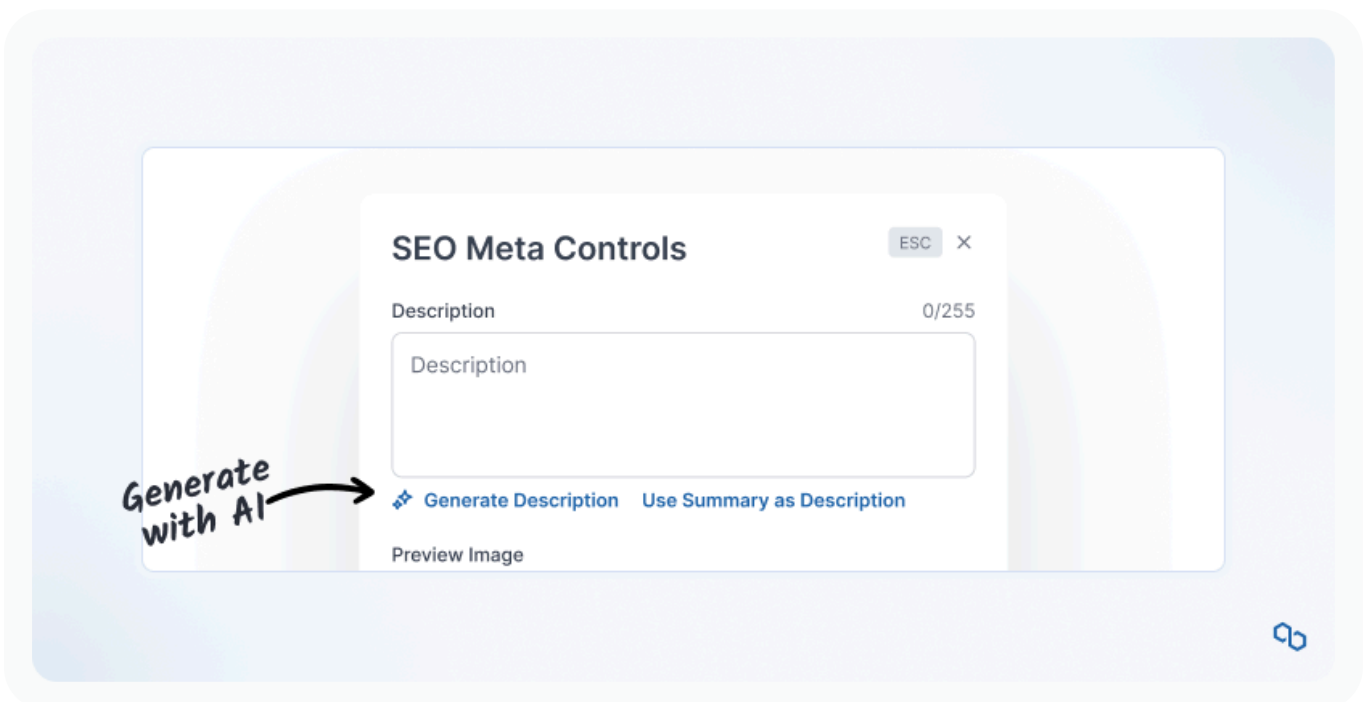 SEO Meta Controls
ESC
Description
0/255
Description
Generate
with AI
Generate Description
Use Summary as Description
Preview Image